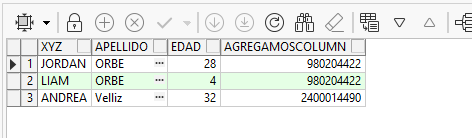 XYZ APELLIDO EDAD AGREGAMOSCOLUMN
1 JORDAN ORBE ... 28 980204422
2 LIAM ORBE ... 4 980204422
3 ANDREA Velliz ... 32 2400014490